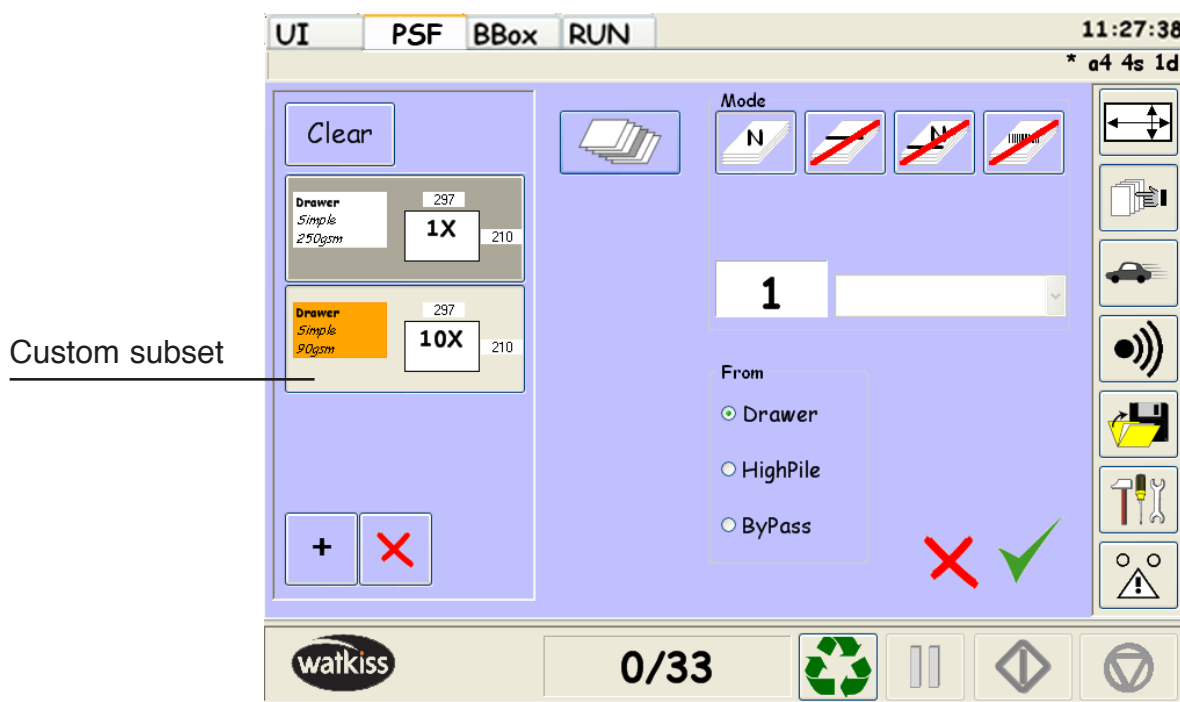 UI PSF BBox RUN 11:27:38
* a4 4s 1d
Clear
Mode
N N
Drawer
Simple
250gsm
297
1X
210
1
Drawer
Simple
90gsm
297
10X
210
Custom subset
From
Drawer
HighPile
ByPass
+
watkiss
0/33